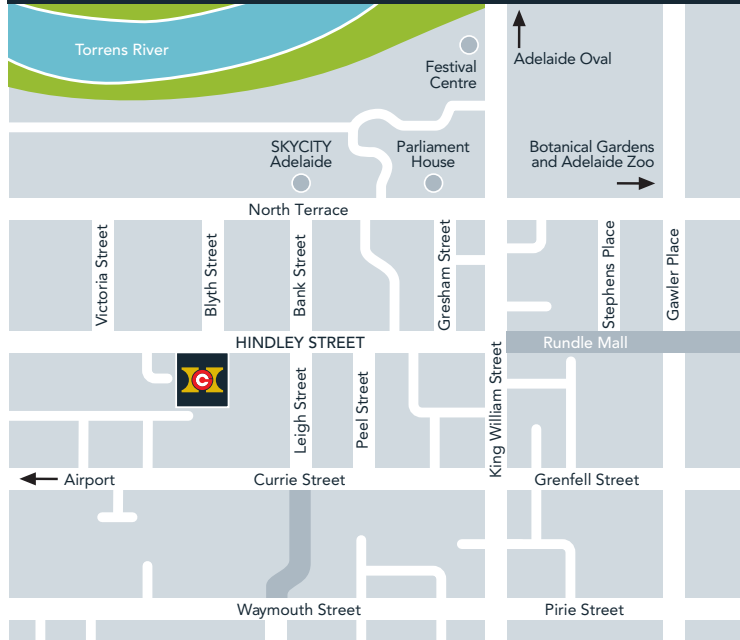 Torrens River
Festival
Centre
Adelaide Oval
SKYCITY
Adelaide
Parliament
House
Botanical Gardens
and Adelaide Zoo
North Terrace
Victoria Street
Blyth Street
Bank Street
Gresham Street
Stephens Place
Gawler Place
HINDLEY STREET
Rundle Mall
C
Leigh Street
Peel Street
King William Street
Airport
Currie Street
Grenfell Street
Waymouth Street
Pirie Street